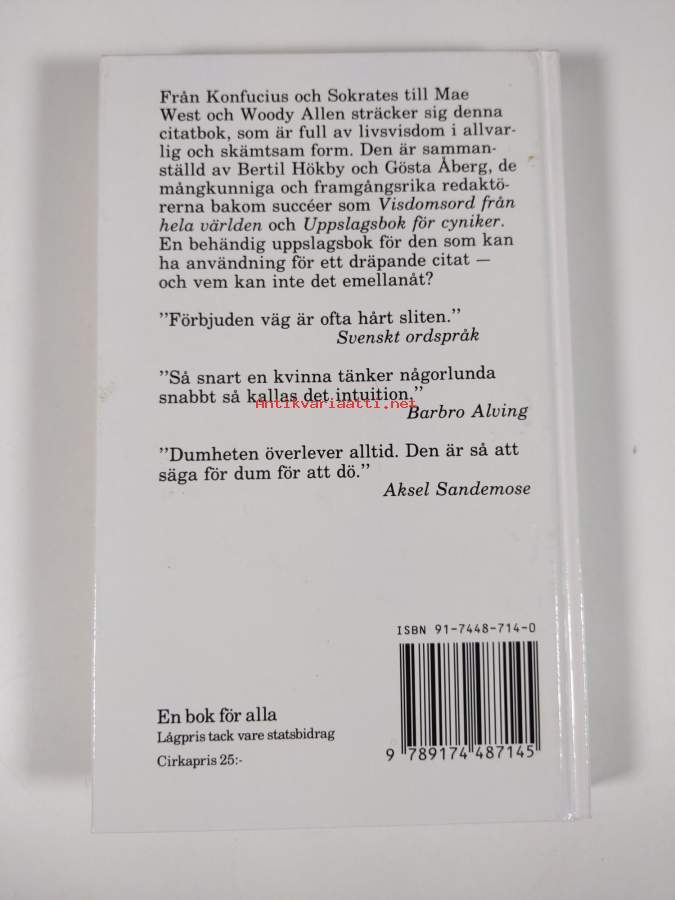 Från Konfucius och Sokrates till Mae
West och Woody Allen sträcker sig denna
citatbok, som är full av livsvisdom i allvar-
lig och skämtsam form. Den är samman-
ställd av Bertil Hökby och Gösta Åberg, de
mångkunniga och framgångsrika redaktö-
rerna bakom succéer som Visdomsord från
hela världen och Uppslagsbok för cyniker.
En behändig uppslagsbok för den som kan
ha användning för ett dräpande citat —
och vem kan inte det emellanåt?
"Förbjuden väg är ofta hårt sliten."
Svenskt ordspråk
"Så snart en kvinna tänker någorlunda
snabbt så kallas det intuition."
Antikvariaatti.net
Barbro Alving
"Dumheten överlever alltid. Den är så att
säga för dum för att dö."
Aksel Sandemose
ISBN 91-7448-714-0
9 789174 487145
En bok för alla
Lågpris tack vare statsbidrag
Cirkapris 25:-